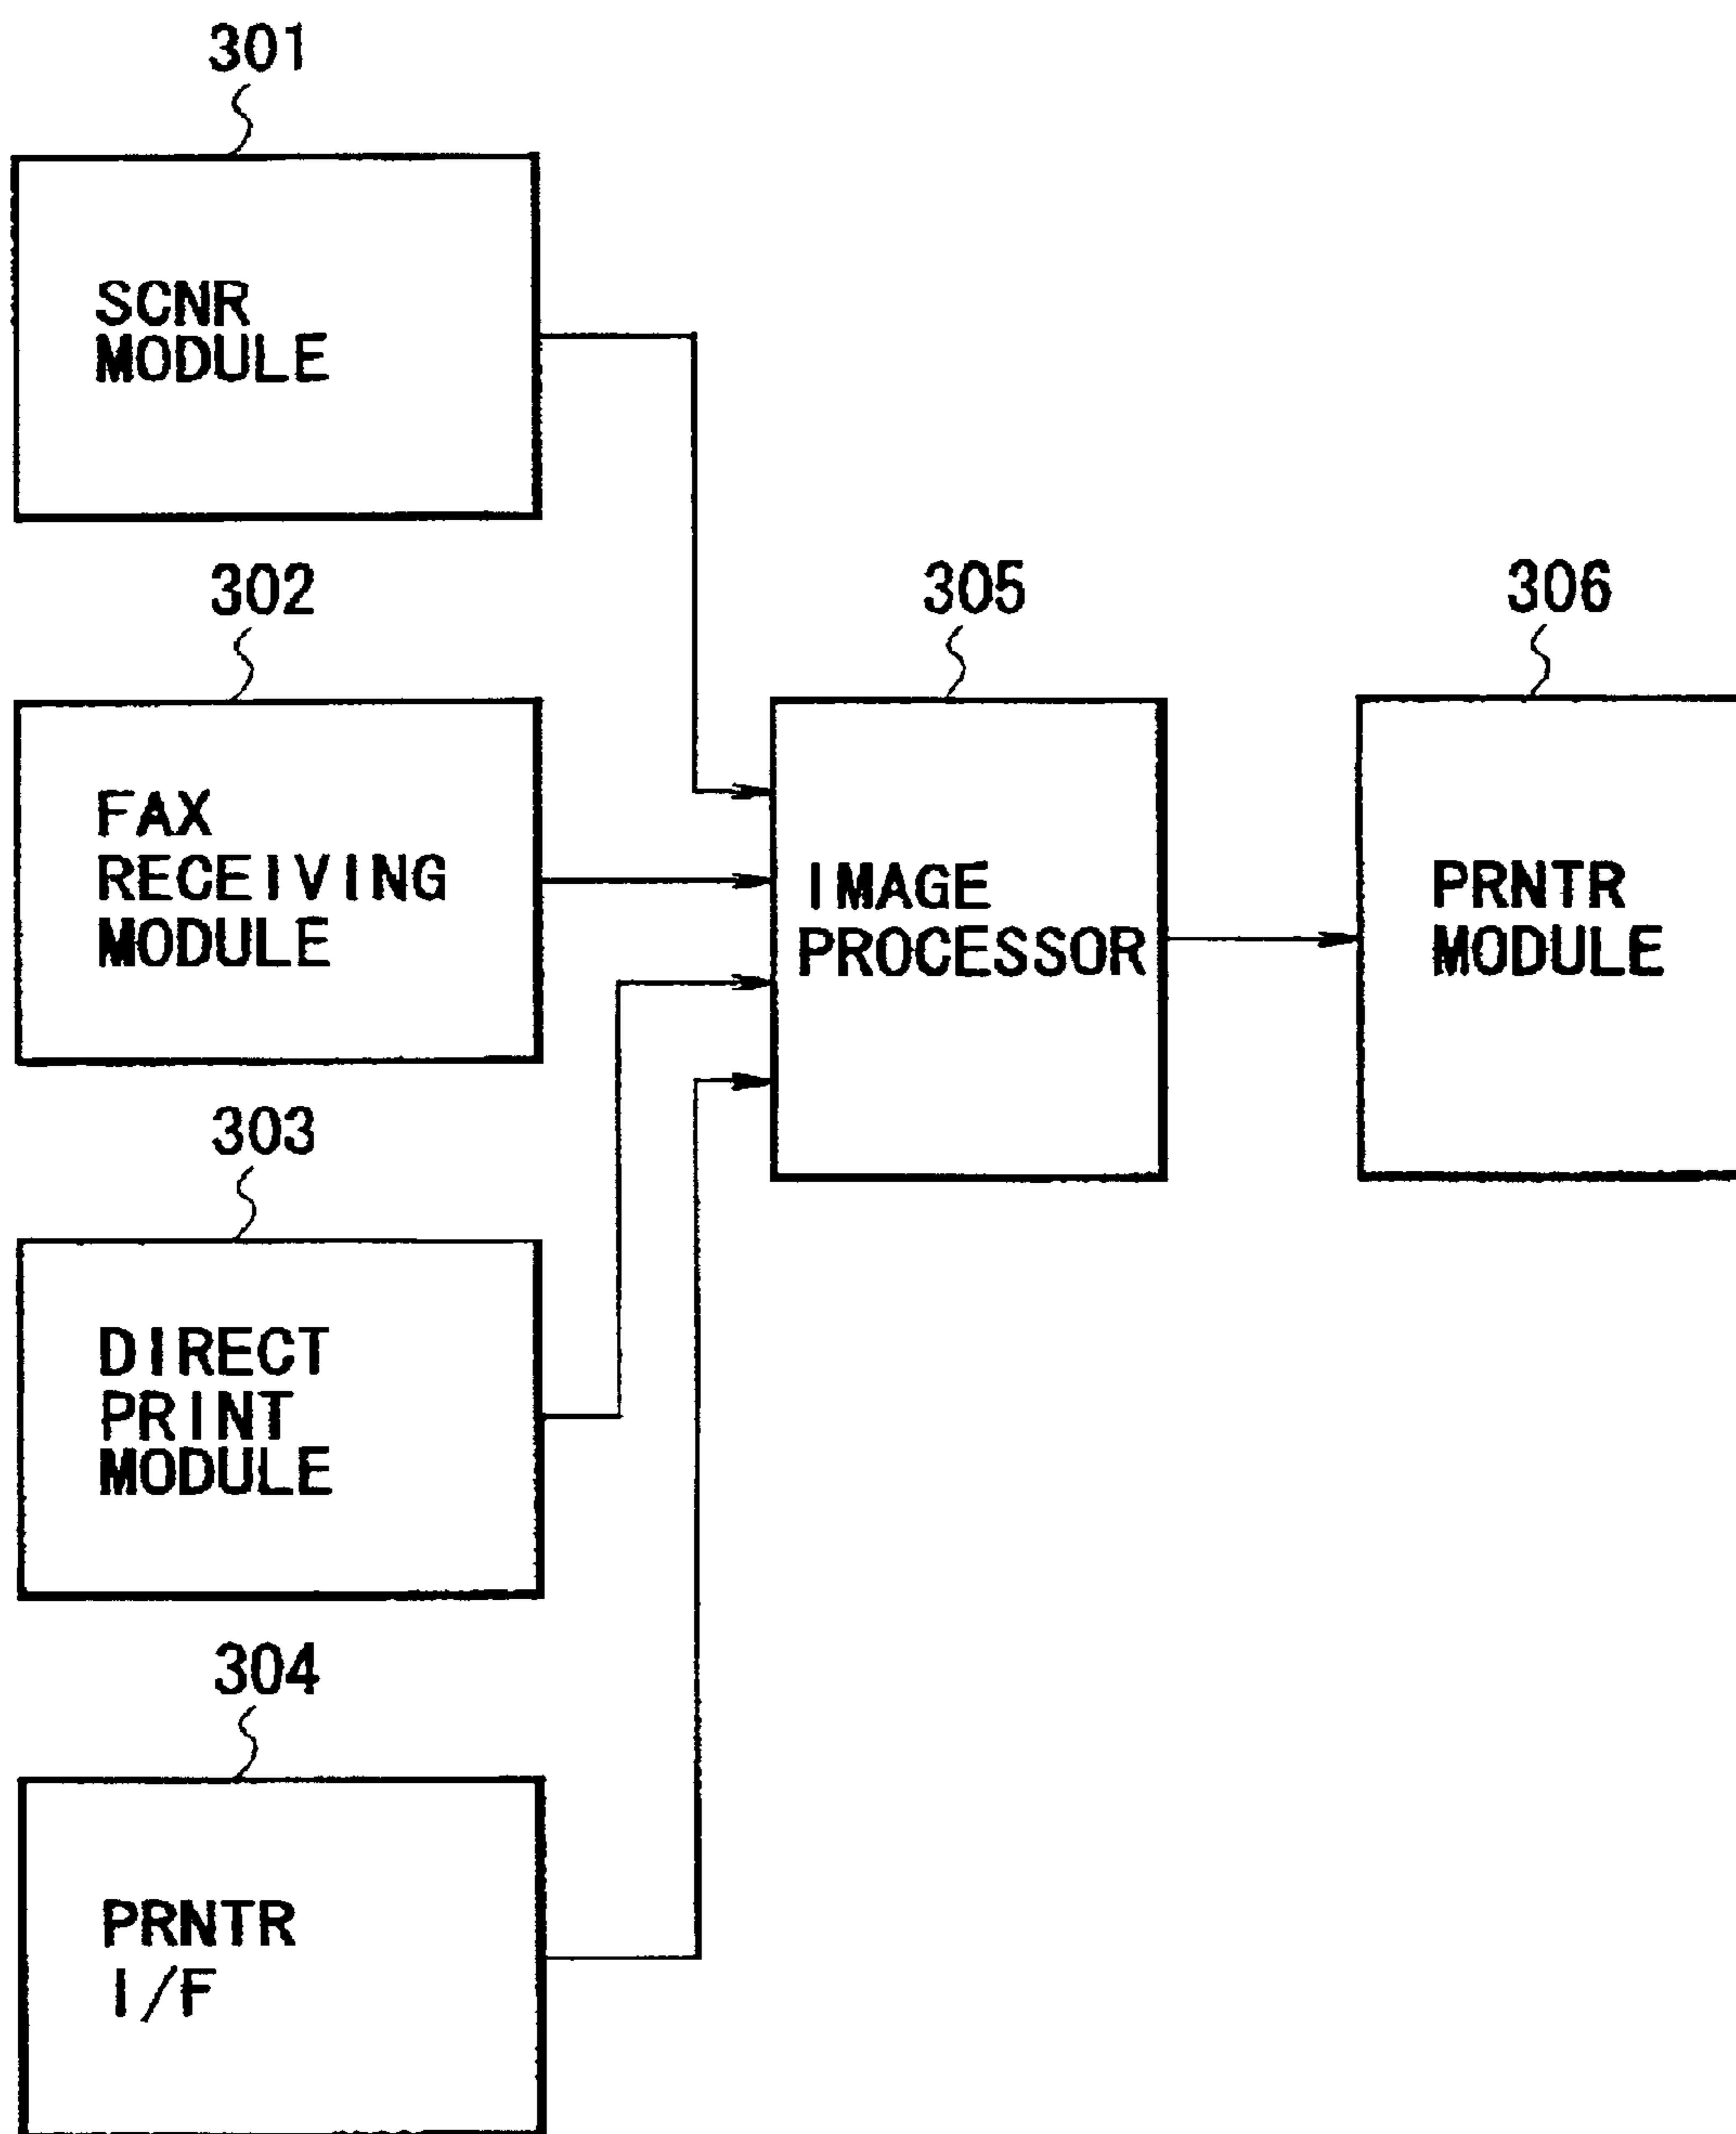 301
SCNR
MODULE
302
FAX
RECEIVING
MODULE
303
DIRECT
PRINT
MODULE
304
PRNTR
I/F
305
IMAGE
PROCESSOR
306
PRNTR
MODULE